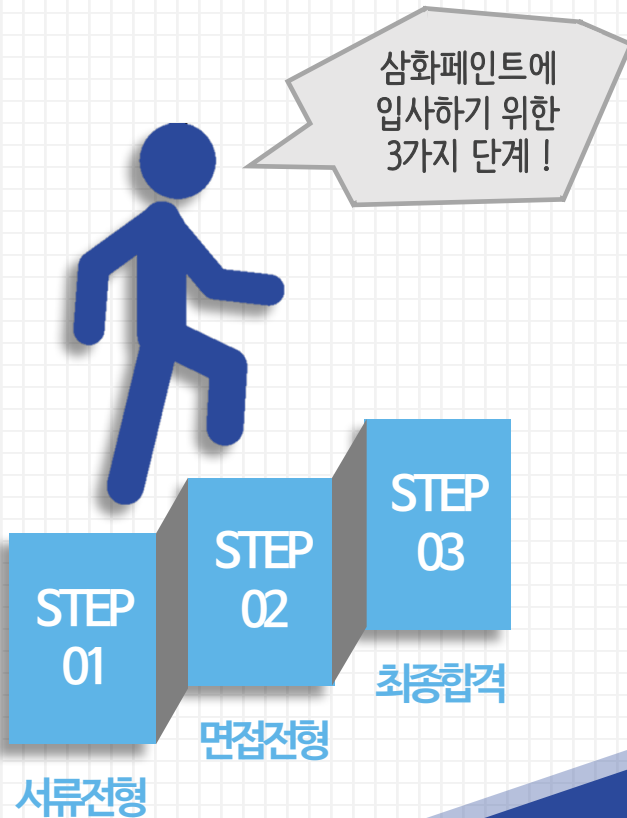 삼화페인트에
입사하기 위한
3가지 단계 !
STEP
01
서류전형
STEP
02
면접전형
STEP
03
최종합격